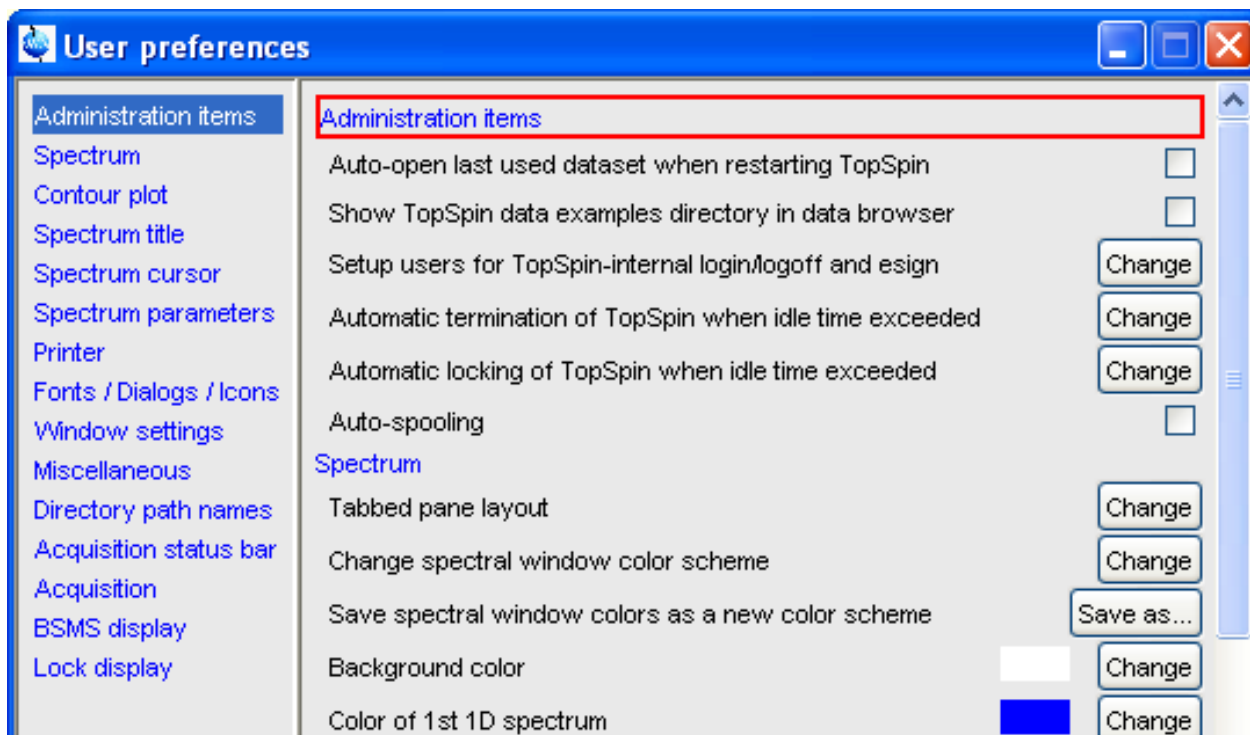 User preferences
Administration items
Spectrum
Contour plot
Spectrum title
Spectrum cursor
Spectrum parameters
Printer
Fonts / Dialogs / Icons
Window settings
Miscellaneous
Directory path names
Acquisition status bar
Acquisition
BSMS display
Lock display
Administration items
Auto-open last used dataset when restarting TopSpin
Show TopSpin data examples directory in data browser
Setup users for TopSpin-internal login/logoff and esign Change
Automatic termination of TopSpin when idle time exceeded Change
Automatic locking of TopSpin when idle time exceeded Change
Auto-spooling
Spectrum
Tabbed pane layout Change
Change spectral window color scheme Change
Save spectral window colors as a new color scheme Save as...
Background color Change
Color of 1st 1D spectrum Change